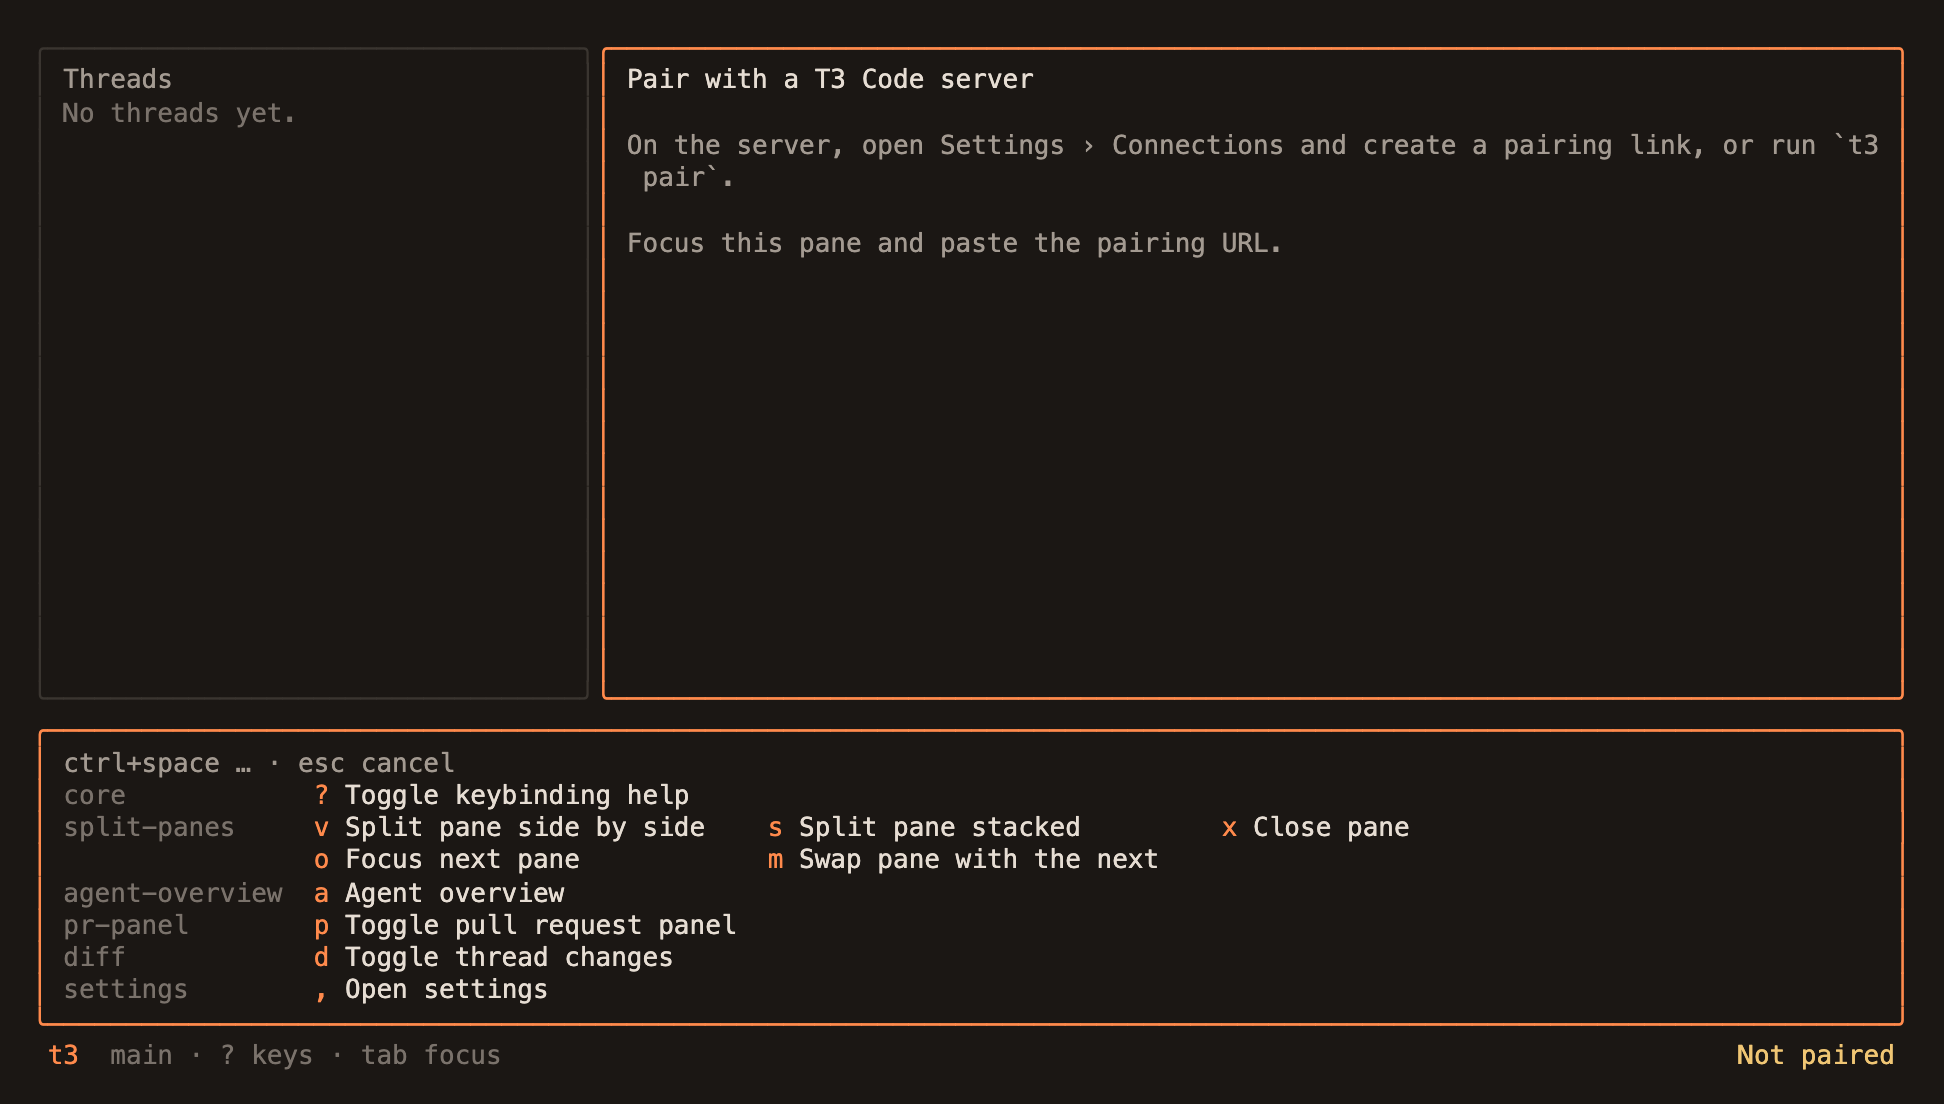 Threads
No threads yet.
Pair with a T3 Code server
On the server, open Settings › Connections and create a pairing link, or run `t3
pair`.
Focus this pane and paste the pairing URL.
ctrl+space … · esc cancel
core ? Toggle keybinding help
split-panes v Split pane side by side s Split pane stacked x Close pane
o Focus next pane m Swap pane with the next
agent-overview a Agent overview
pr-panel p Toggle pull request panel
diff d Toggle thread changes
settings , Open settings
t3 main · ? keys · tab focus Not paired